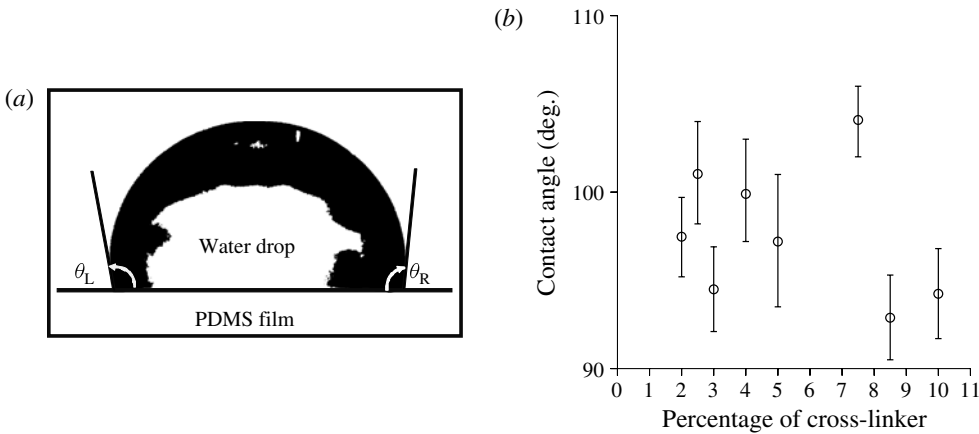 (a)
Water drop
θL
θR
PDMS film
(b)
110
100
90
Contact angle (deg.)
0 1 2 3 4 5 6 7 8 9 10 11
Percentage of cross-linker